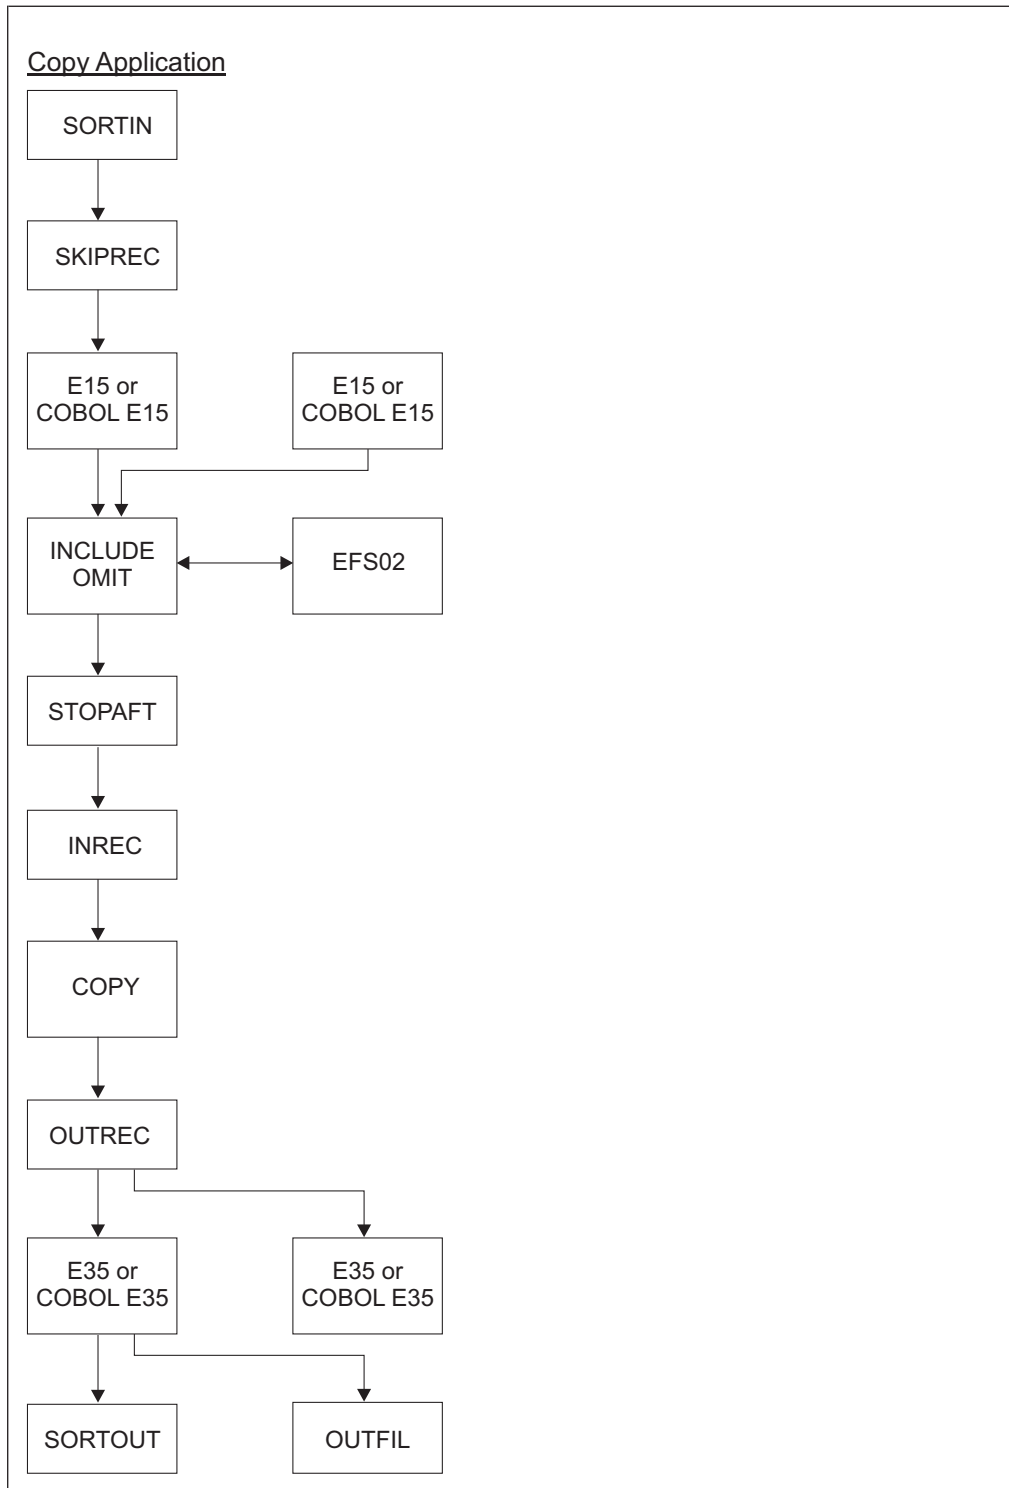 Copy Application
SORTIN
SKIPREC
E15 or
COBOL E15
E15 or
COBOL E15
INCLUDE
OMIT
EFS02
STOPAFT
INREC
COPY
OUTREC
E35 or
COBOL E35
E35 or
COBOL E35
SORTOUT
OUTFIL